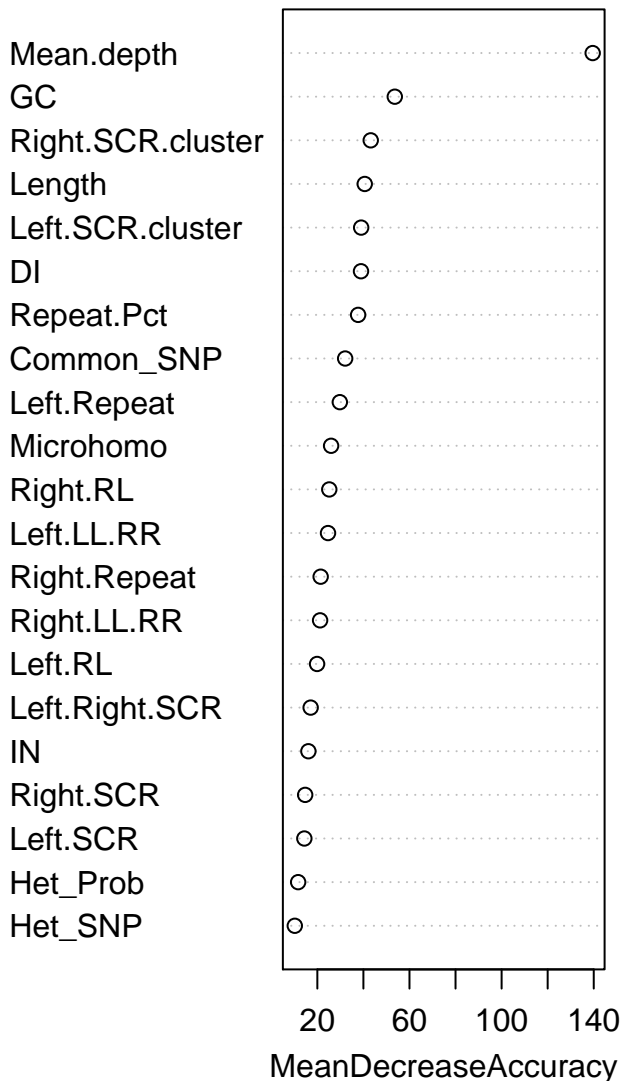 Mean.depth
GC
Right.SCR.cluster
Length
Left.SCR.cluster
DI
Repeat.Pct
Common_SNP
Left.Repeat
Microhomo
Right.RL
Left.LL.RR
Right.Repeat
Right.LL.RR
Left.RL
Left.Right.SCR
IN
Right.SCR
Left.SCR
Het_Prob
Het_SNP
20 60 100 140
MeanDecreaseAccuracy